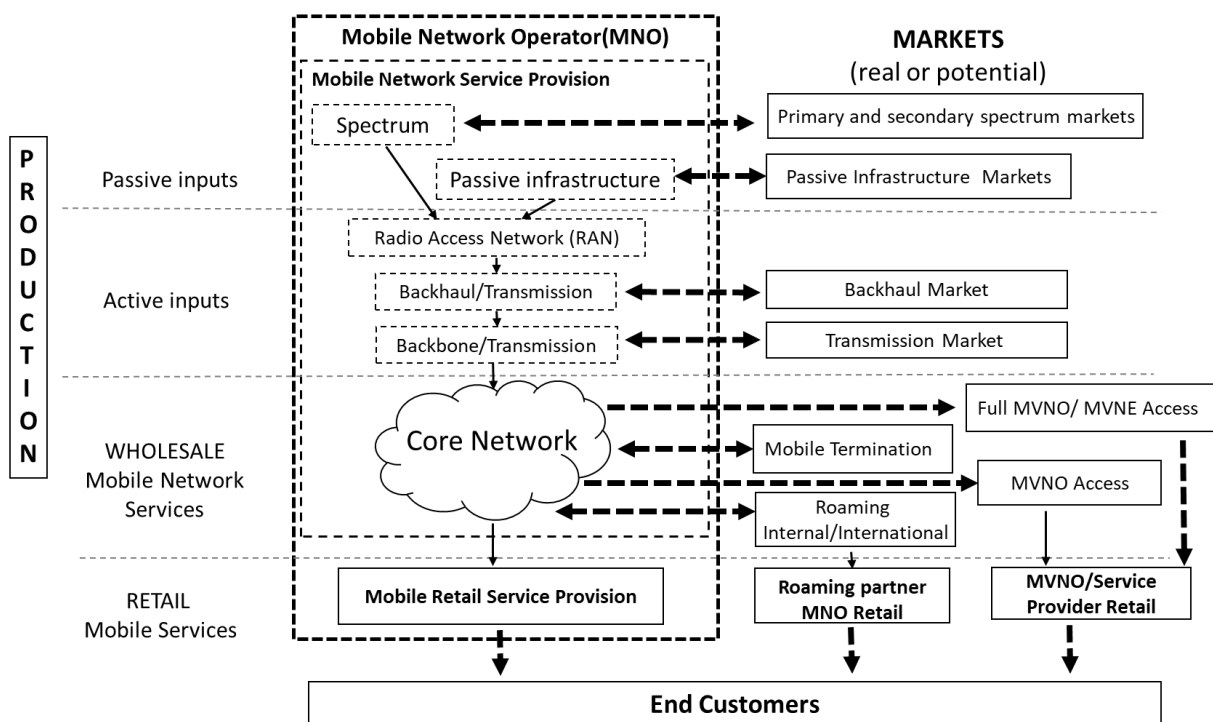 Mobile Network Operator(MNO)
MARKETS
(real or potential)
Mobile Network Service Provision
Spectrum
Primary and secondary spectrum markets
PRODUCTION
Passive inputs
Passive infrastructure
Passive Infrastructure Markets
Radio Access Network (RAN)
Active inputs
Backhaul/Transmission
Backhaul Market
Backbone/Transmission
Transmission Market
WHOLESALE
Mobile Network
Services
Core Network
Full MVNO/ MVNE Access
Mobile Termination
MVNO Access
Roaming
Internal/International
RETAIL
Mobile Services
Mobile Retail Service Provision
Roaming partner
MNO Retail
MVNO/Service
Provider Retail
End Customers